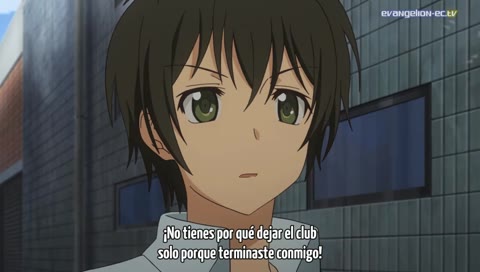 evangelion-ec.tv
¡No tienes por qué dejar el club
solo porque terminaste conmigo!